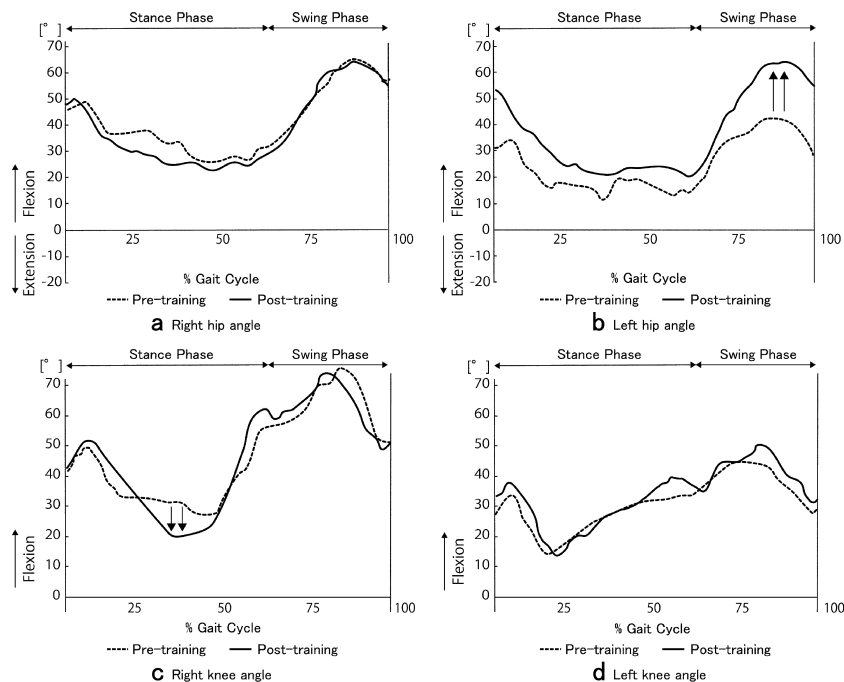 Stance Phase Swing Phase
[° ]
70
60
50
40
30
20
10
0
-10
-20
Flexion
Extension
25 50 75 100
% Gait Cycle
Pre-training Post-training
a Right hip angle
Stance Phase Swing Phase
[° ]
70
60
50
40
30
20
10
0
-10
-20
Flexion
Extension
25 50 75 100
% Gait Cycle
Pre-training Post-training
b Left hip angle
Stance Phase Swing Phase
[° ]
70
60
50
40
30
20
10
0
Flexion
25 50 75 100
% Gait Cycle
Pre-training Post-training
c Right knee angle
Stance Phase Swing Phase
[° ]
70
60
50
40
30
20
10
0
Flexion
25 50 75 100
% Gait Cycle
Pre-training Post-training
d Left knee angle